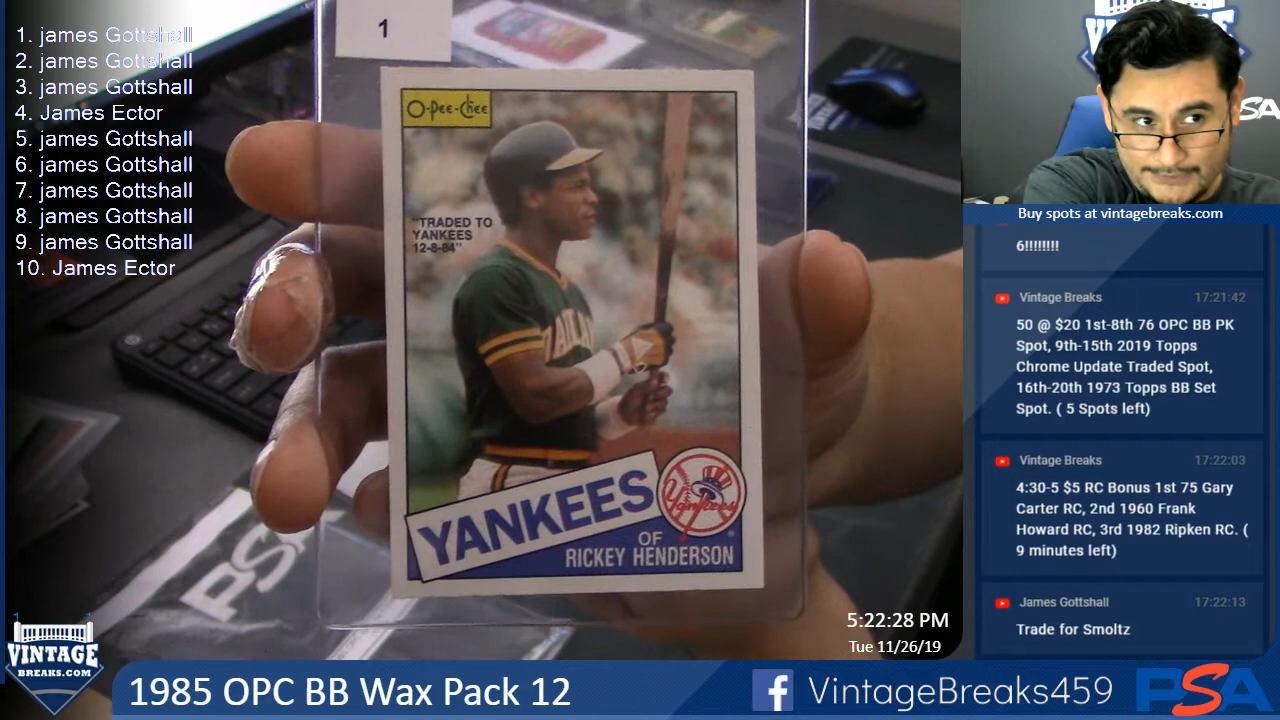 1. james Gottshall
2. james Gottshall
3. james Gottshall
4. James Ector
5. james Gottshall
6. james Gottshall
7. james Gottshall
8. james Gottshall
9. james Gottshall
10. James Ector
1
O-Pee-Chee
"TRADED TO
YANKEES
12-8-84"
YANKEES
Yankees
OF
RICKEY HENDERSON
PSA
VINTAGE
BREAKS.COM
5:22:28 PM
Tue 11/26/19
Buy spots at vintagebreaks.com
6!!!!!!!!
Vintage Breaks 17:21:42
50 @ $20 1st-8th 76 OPC BB PK
Spot, 9th-15th 2019 Topps
Chrome Update Traded Spot,
16th-20th 1973 Topps BB Set
Spot. ( 5 Spots left)
Vintage Breaks 17:22:03
4:30-5 $5 RC Bonus 1st 75 Gary
Carter RC, 2nd 1960 Frank
Howard RC, 3rd 1982 Ripken RC. (
9 minutes left)
James Gottshall 17:22:13
Trade for Smoltz
1985 OPC BB Wax Pack 12
f VintageBreaks459
PSA